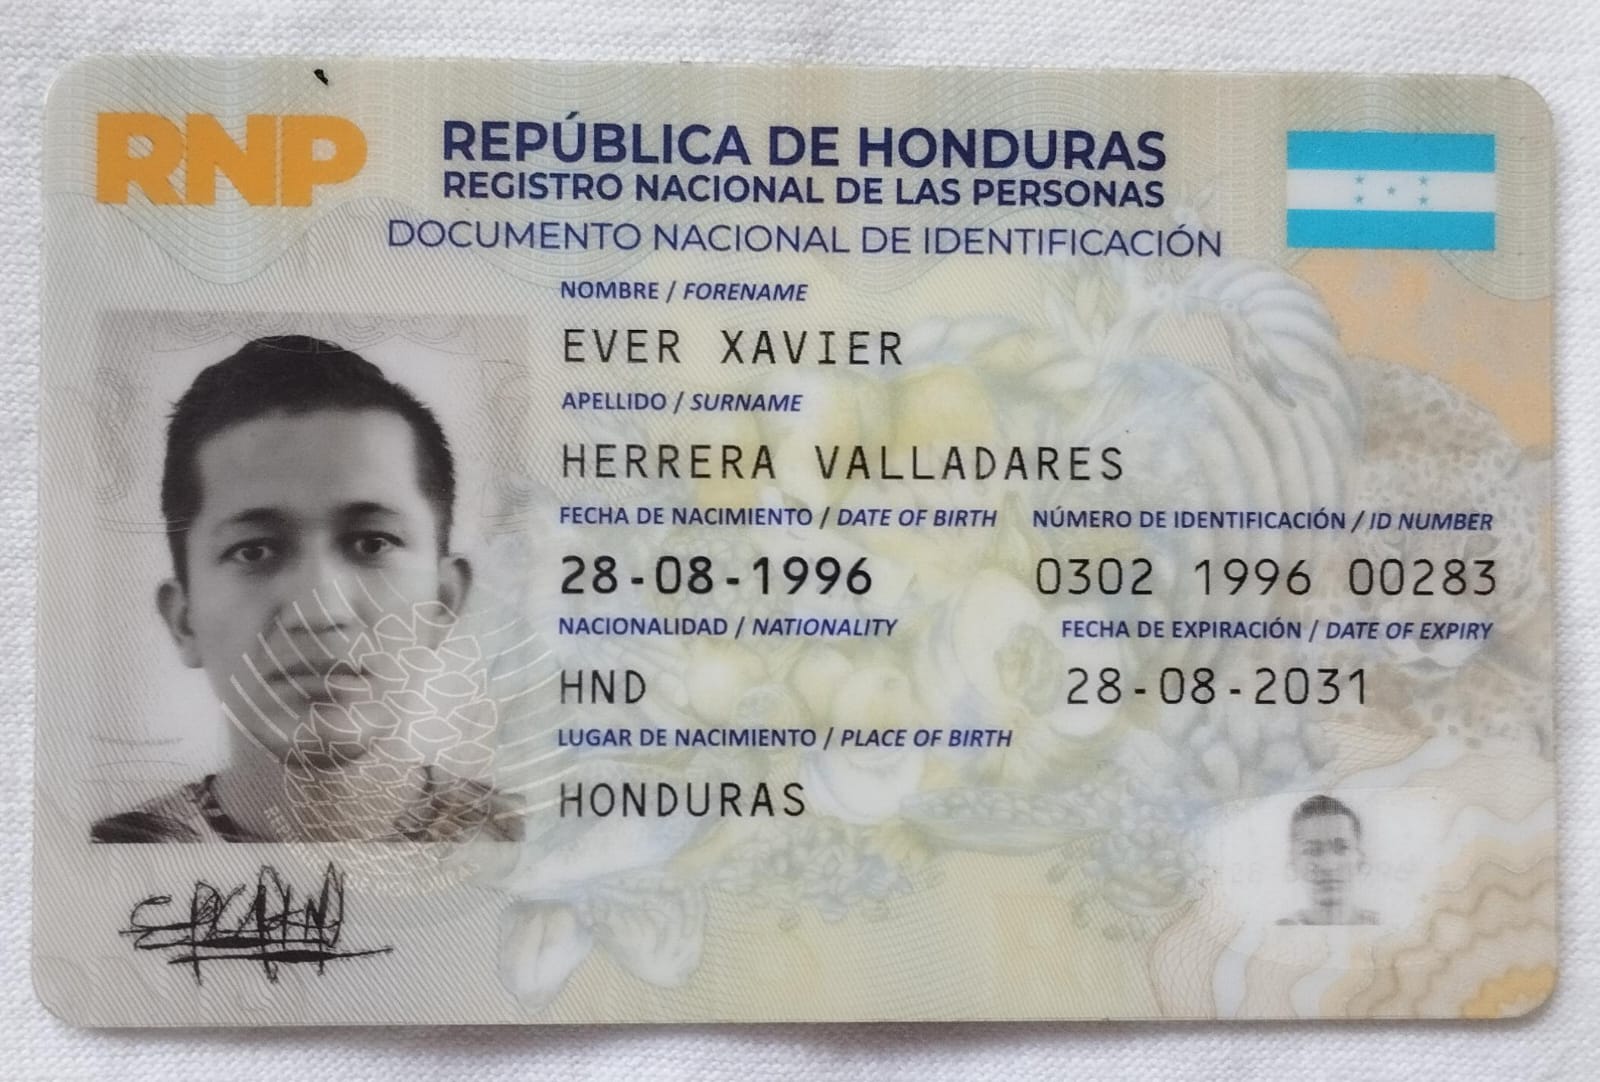 RNP
REPÚBLICA DE HONDURAS
REGISTRO NACIONAL DE LAS PERSONAS
DOCUMENTO NACIONAL DE IDENTIFICACIÓN
NOMBRE / FORENAME
EVER XAVIER
APELLIDO / SURNAME
HERRERA VALLADARES
FECHA DE NACIMIENTO / DATE OF BIRTH NÚMERO DE IDENTIFICACIÓN / ID NUMBER
28-08-1996 0302 1996 00283
NACIONALIDAD / NATIONALITY FECHA DE EXPIRACIÓN / DATE OF EXPIRY
HND 28-08-2031
LUGAR DE NACIMIENTO / PLACE OF BIRTH
HONDURAS
DE HONDURAS